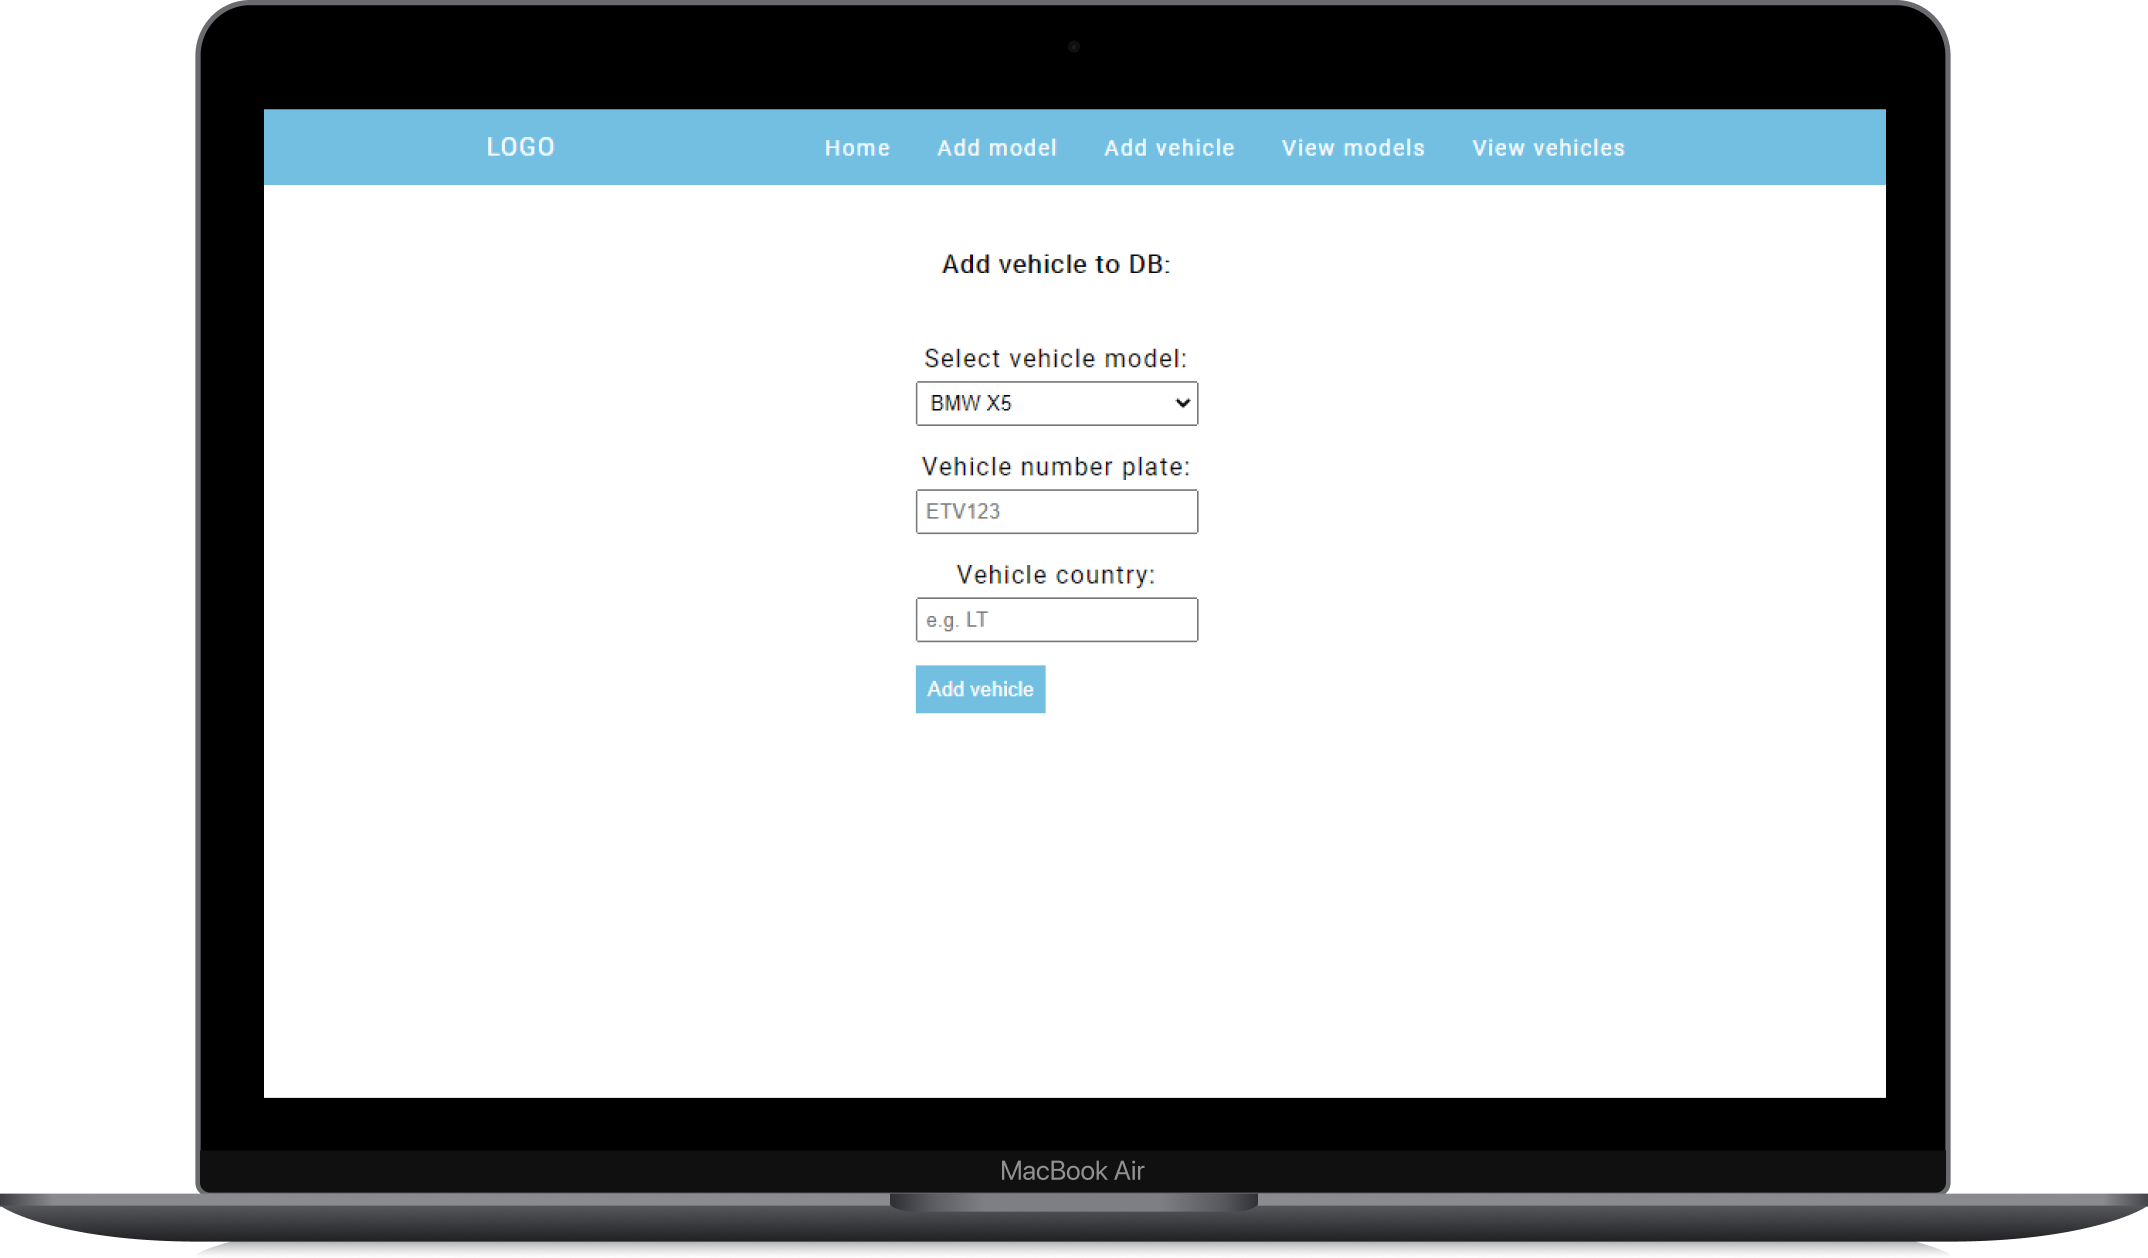 LOGO Home Add model Add vehicle View models View vehicles
Add vehicle to DB:
Select vehicle model:
BMW X5
Vehicle number plate:
ETV123
Vehicle country:
e.g. LT
Add vehicle
MacBook Air